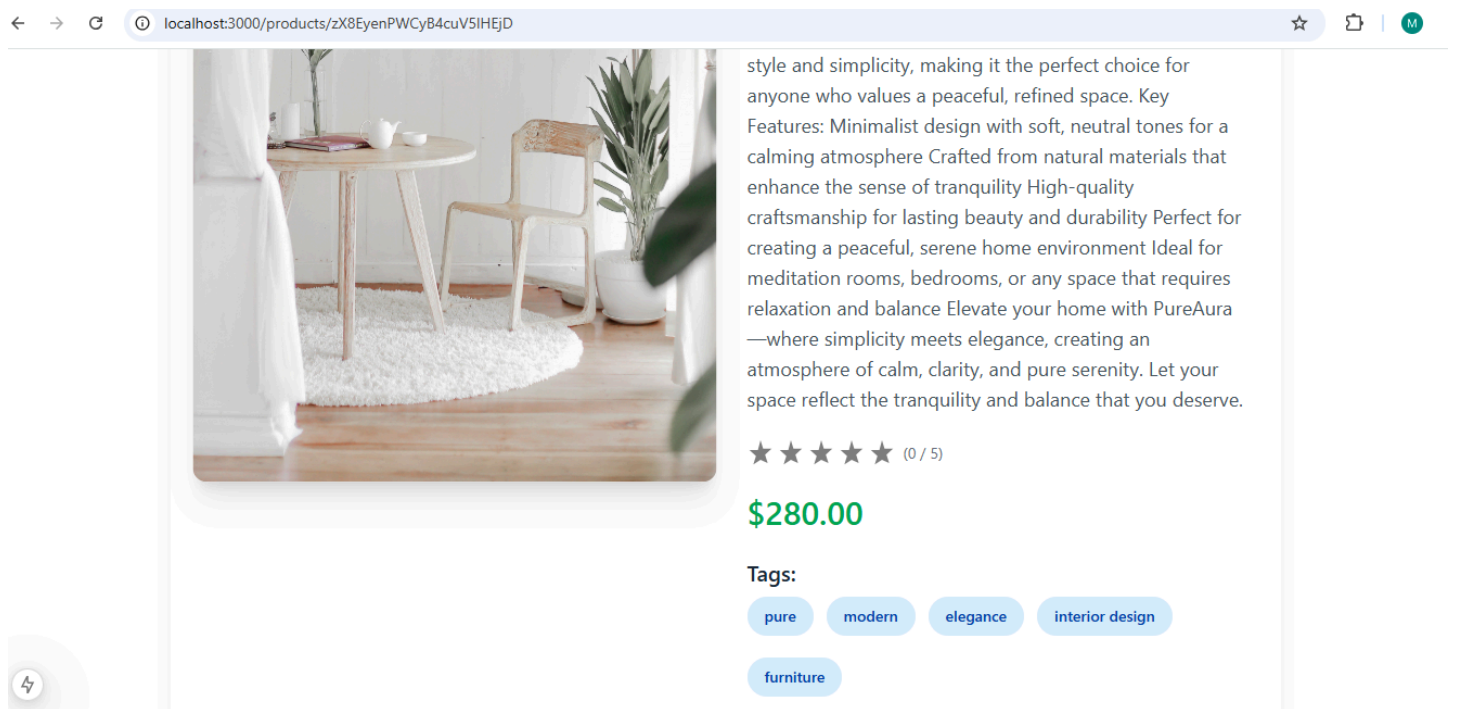 localhost:3000/products/zX8EyenPWCyB4cuV5IHEjD
M
style and simplicity, making it the perfect choice for
anyone who values a peaceful, refined space. Key
Features: Minimalist design with soft, neutral tones for a
calming atmosphere Crafted from natural materials that
enhance the sense of tranquility High-quality
craftsmanship for lasting beauty and durability Perfect for
creating a peaceful, serene home environment Ideal for
meditation rooms, bedrooms, or any space that requires
relaxation and balance Elevate your home with PureAura
—where simplicity meets elegance, creating an
atmosphere of calm, clarity, and pure serenity. Let your
space reflect the tranquility and balance that you deserve.
(0 / 5)
$280.00
Tags:
pure modern elegance interior design
furniture